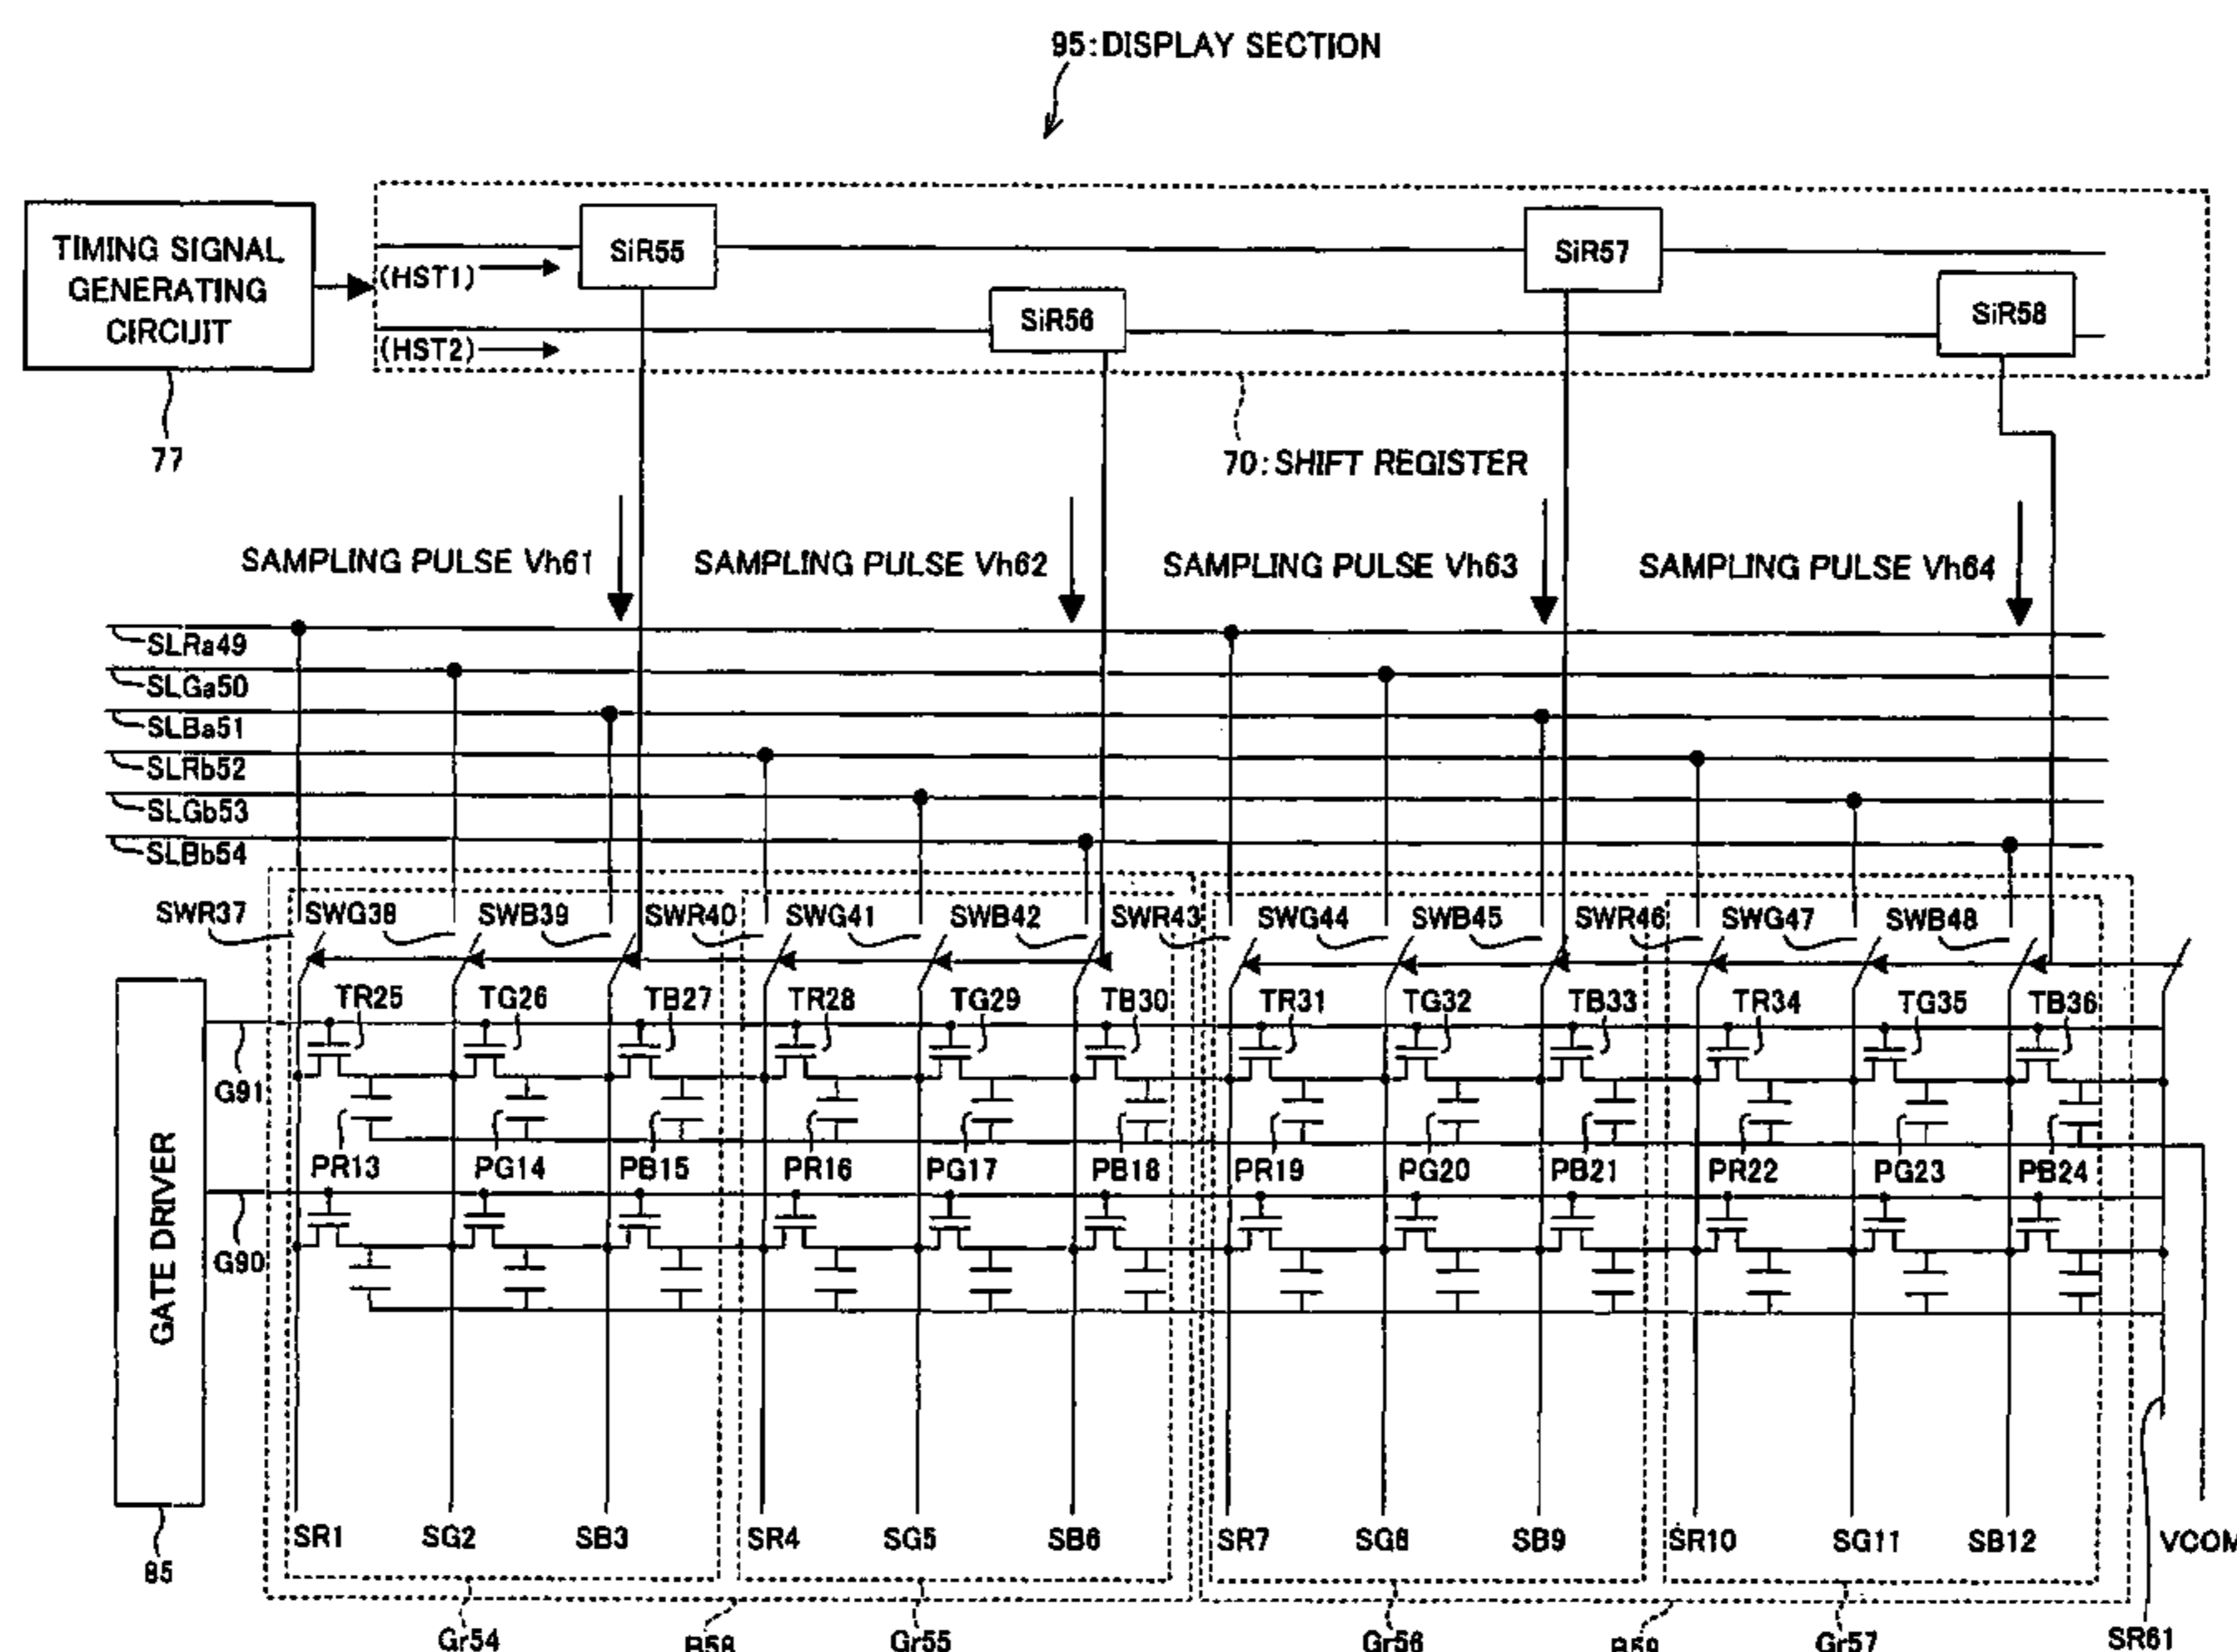 95:DISPLAY SECTION
TIMING SIGNAL
GENERATING
CIRCUIT
77
(HST1)
(HST2)
SiR55
SiR56
SiR57
SiR58
70:SHIFT REGISTER
SAMPLING PULSE Vh61
SAMPLING PULSE Vh62
SAMPLING PULSE Vh63
SAMPLING PULSE Vh64
SLRa49
SLGa50
SLBa51
SLRb52
SLGb53
SLBb54
SWR37 SWG38 SWB39 SWR40 SWG41 SWB42 SWR43 SWG44 SWB45 SWR46 SWG47 SWB48
TR25 TG26 TB27 TR28 TG29 TB30 TR31 TG32 TB33 TR34 TG35 TB36
G91
PR13 PG14 PB15 PR16 PG17 PB18 PR19 PG20 PB21 PR22 PG23 PB24
G90
GATE DRIVER
85
SR1 SG2 SB3 SR4 SG5 SB6 SR7 SG8 SB9 SR10 SG11 SB12 VCOM
Gr54 B58 Gr55 Gr56 B59 Gr57 SR61